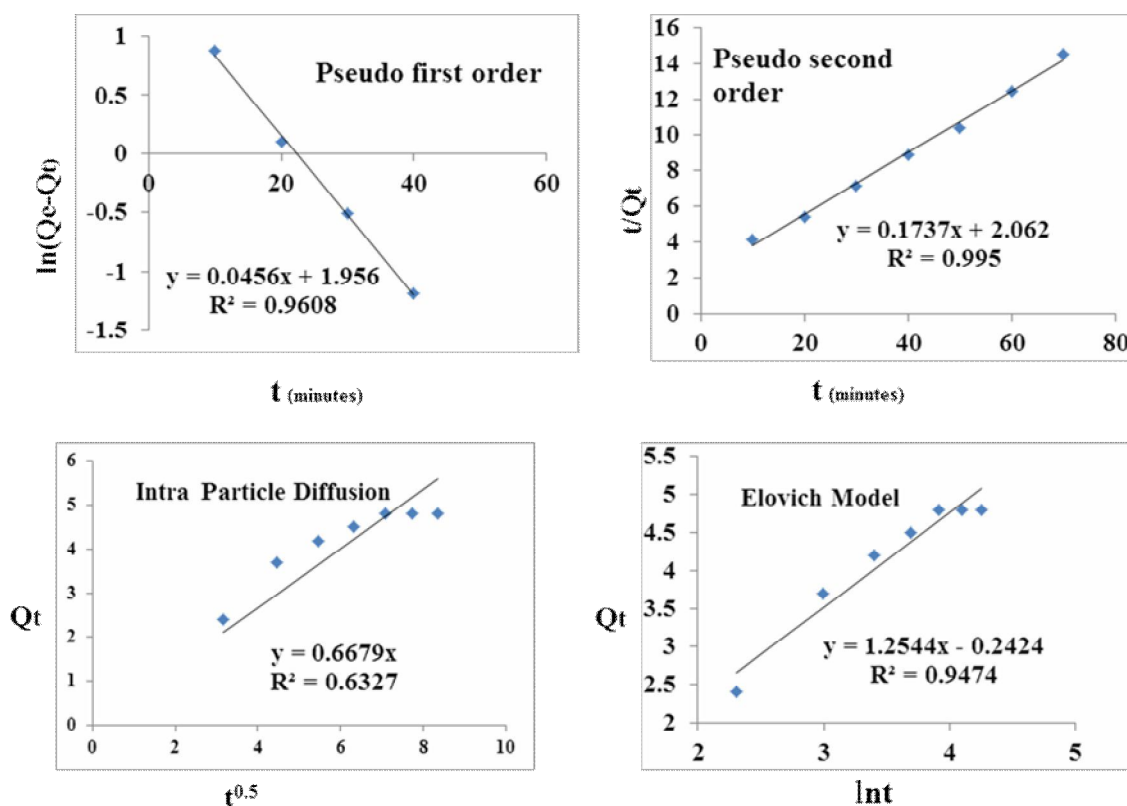 Pseudo first order
1
0.5
0
-0.5
-1
-1.5
0
20
40
60
y = 0.0456x + 1.956
R² = 0.9608
ln(Qe-Qt)
t (minutes)
Pseudo second
order
16
14
12
10
8
6
4
2
0
0
20
40
60
80
y = 0.1737x + 2.062
R² = 0.995
t/Qt
t (minutes)
Intra Particle Diffusion
6
5
4
3
2
1
0
0
2
4
6
8
10
y = 0.6679x
R² = 0.6327
Qt
t^0.5
Elovich Model
5.5
5
4.5
4
3.5
3
2.5
2
2
3
4
5
y = 1.2544x - 0.2424
R² = 0.9474
Qt
lnt